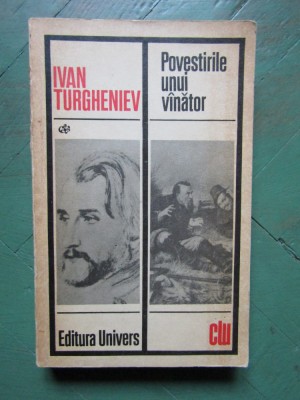 IVAN
TURGHENIEV
Povestirile
unui
vînător
Editura Univers
clu